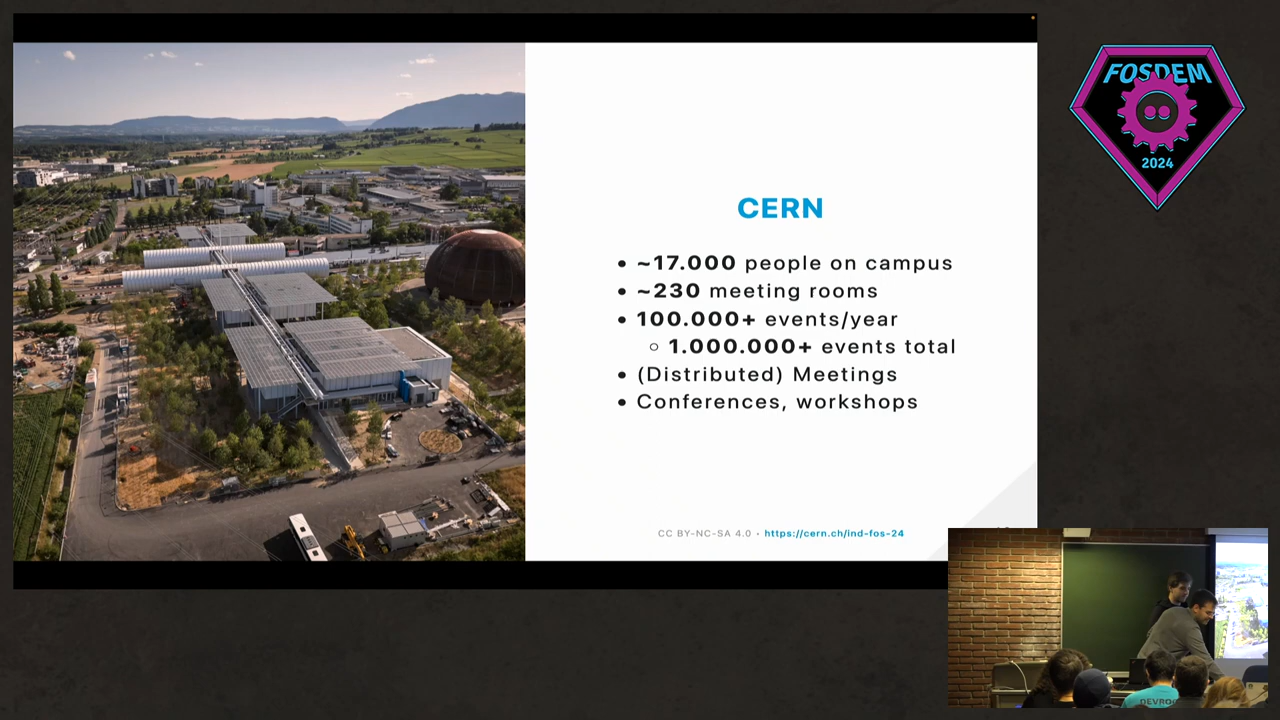 FOSDEM
2024
CERN
• ~17.000 people on campus
• ~230 meeting rooms
• 100.000+ events/year
○ 1.000.000+ events total
• (Distributed) Meetings
• Conferences, workshops
CC BY-NC-SA 4.0 • https://cern.ch/ind-fos-24